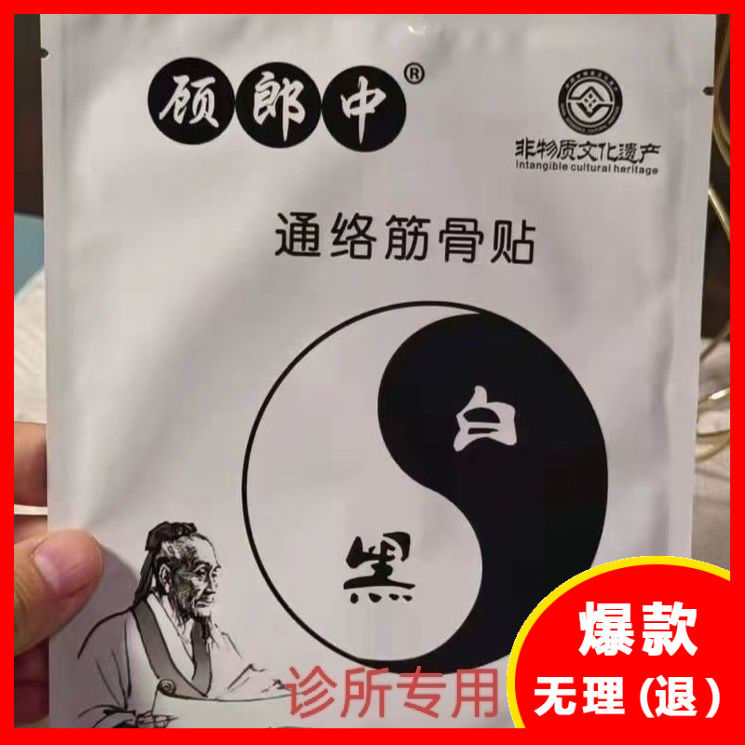 顾郎中®
非物质文化遗产
Intangible cultural heritage
通络筋骨贴
白
黑
诊所专用
爆款
无理(退)